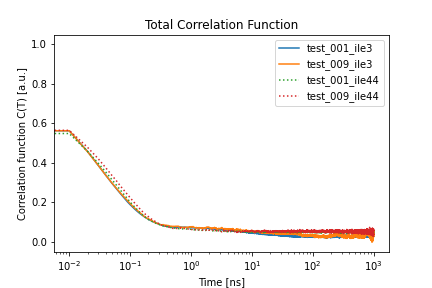 Total Correlation Function
Correlation function C(T) [a.u.]
1.0
0.8
0.6
0.4
0.2
0.0
test_001_ile3
test_009_ile3
test_001_ile44
test_009_ile44
10⁻² 10⁻¹ 10⁰ 10¹ 10² 10³
Time [ns]